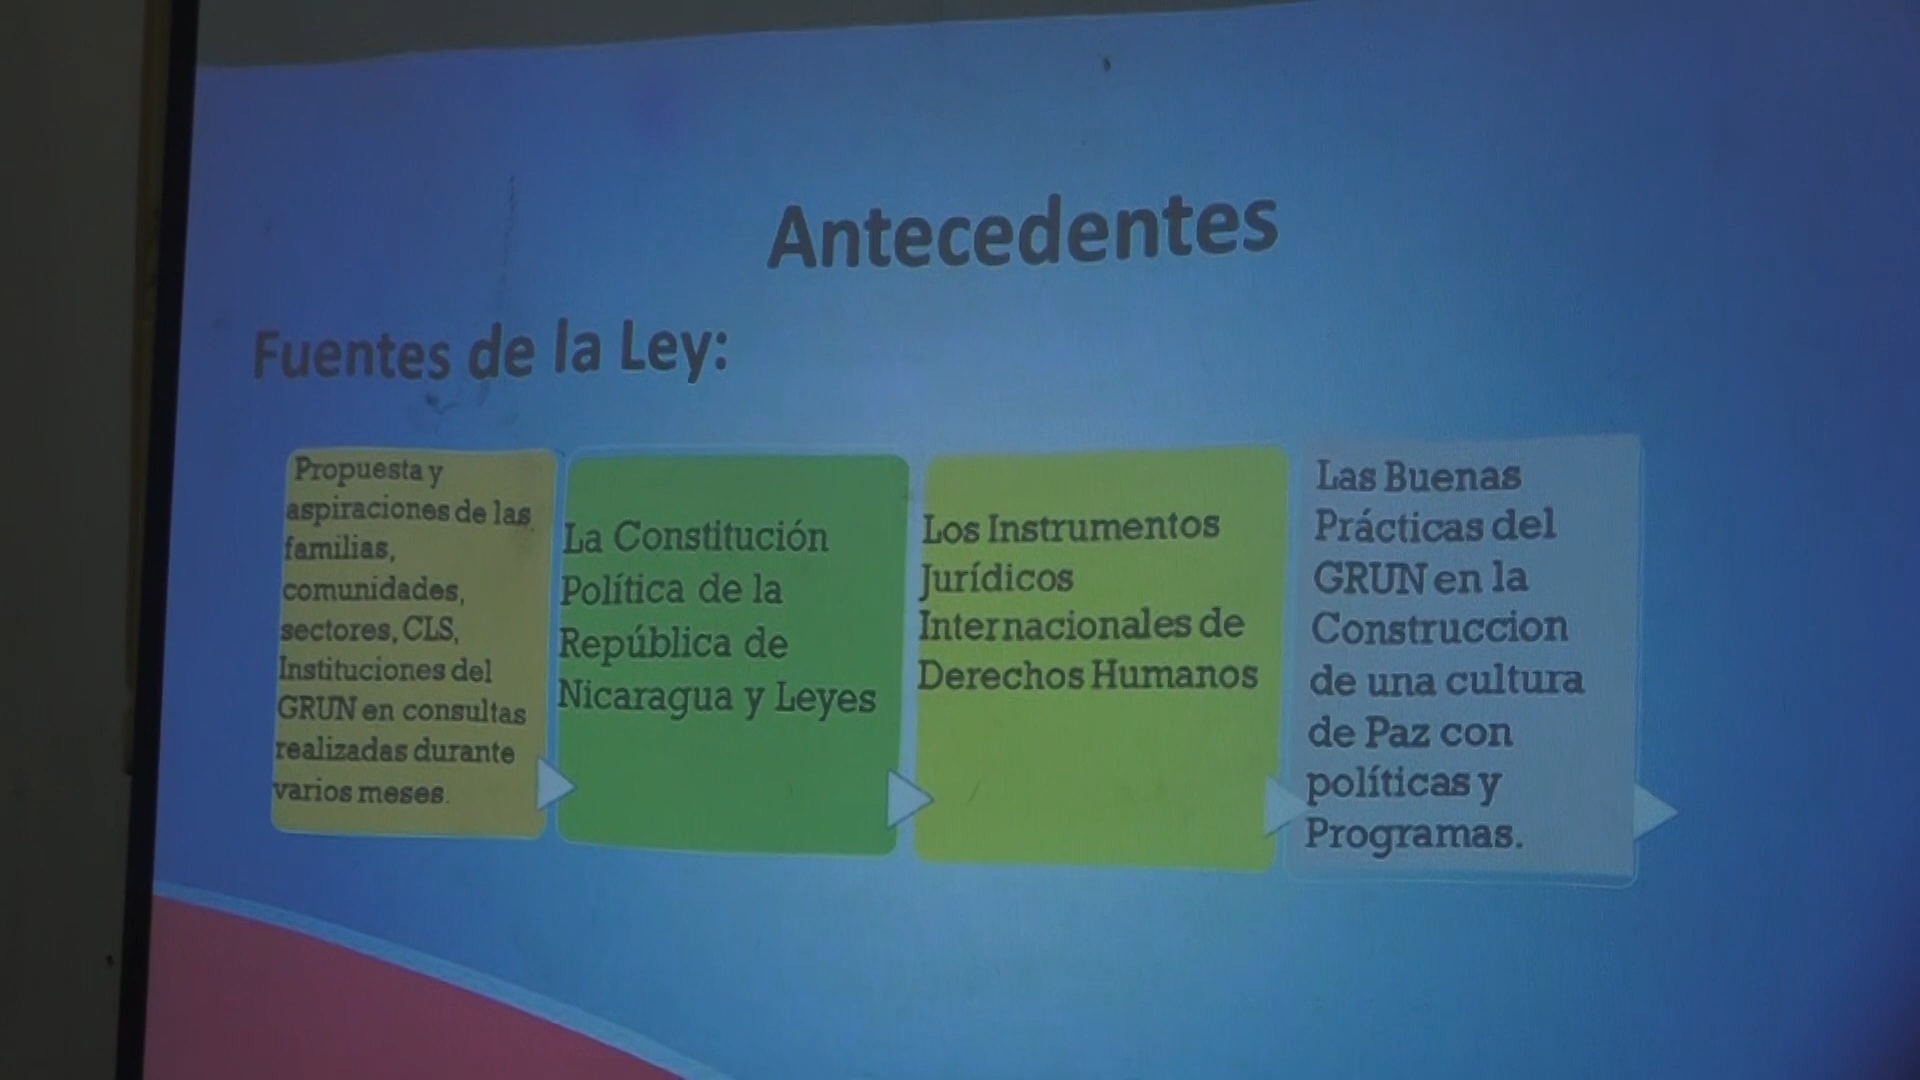 Antecedentes
Fuentes de la Ley:
Propuesta y
aspiraciones de las
familias,
comunidades,
sectores, CLS,
Instituciones del
GRUN en consultas
realizadas durante
varios meses.
La Constitución
Política de la
República de
Nicaragua y Leyes
Los Instrumentos
Jurídicos
Internacionales de
Derechos Humanos
Las Buenas
Prácticas del
GRUN en la
Construccion
de una cultura
de Paz con
políticas y
Programas.